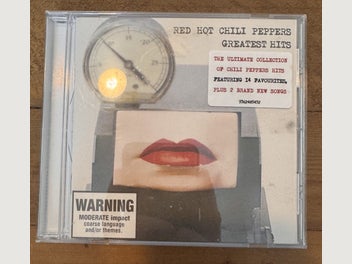 RED HOT CHILI PEPPERS
GREATEST HITS
THE ULTIMATE COLLECTION
OF CHILI PEPPERS HITS
FEATURING 14 FAVOURITES,
PLUS 2 BRAND NEW SONGS
WARNING
MODERATE impact
coarse language
and/or themes.